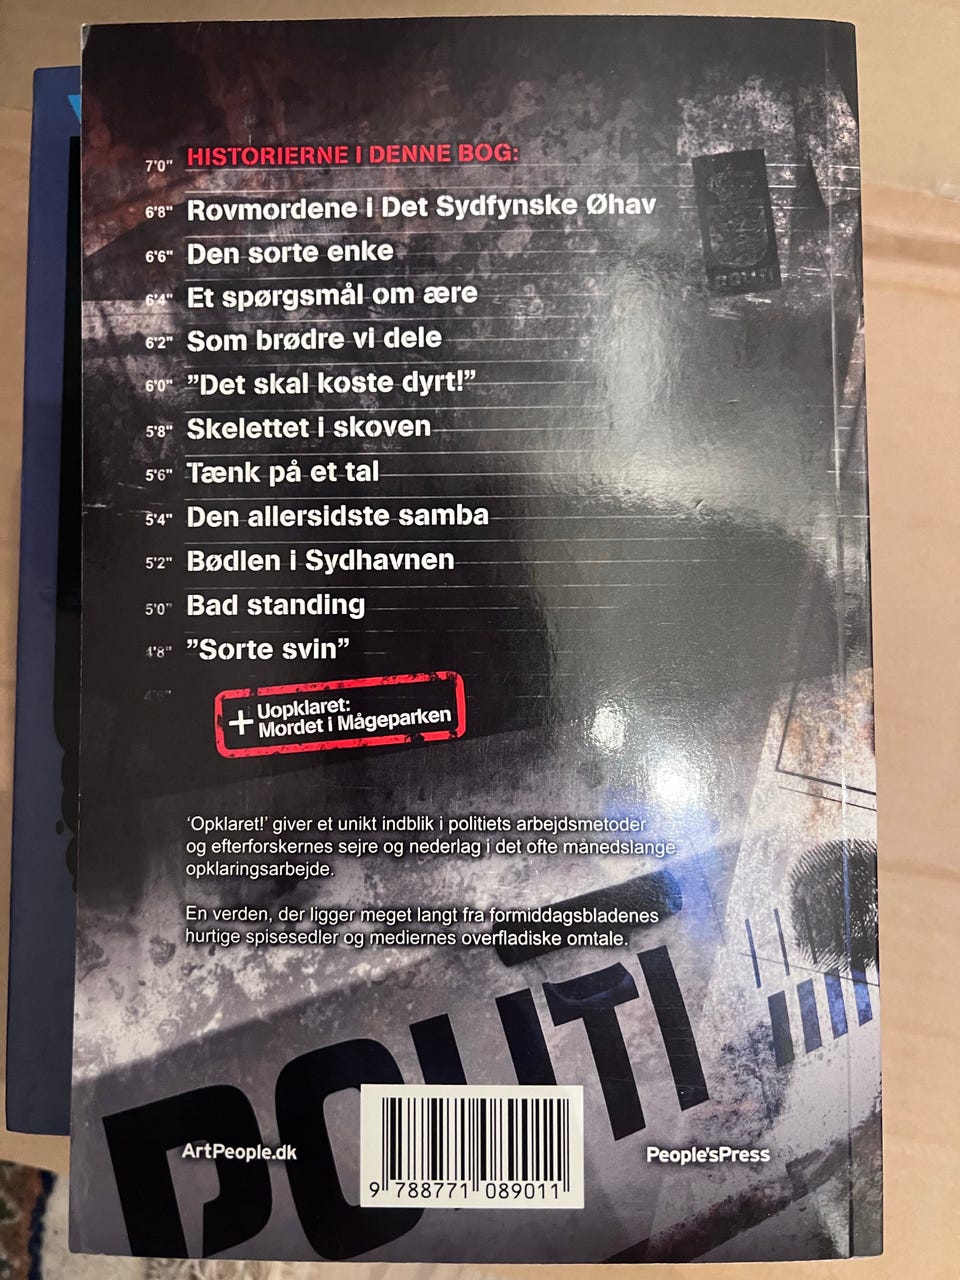 7'0" HISTORIERNE I DENNE BOG:
6'8" Rovmordene i Det Sydfynske Øhav
6'6" Den sorte enke
6'4" Et spørgsmål om ære
6'2" Som brødre vi dele
6'0" ”Det skal koste dyrt!”
5'8" Skelettet i skoven
5'6" Tænk på et tal
5'4" Den allersidste samba
5'2" Bødlen i Sydhavnen
5'0" Bad standing
4'8" ”Sorte svin”
4'6"
+ Uopklaret:
Mordet i Mågeparken
‘Opklaret!’ giver et unikt indblik i politiets arbejdsmetoder
og efterforskernes sejre og nederlag i det ofte månedslange
opklaringsarbejde.
En verden, der ligger meget langt fra formiddagsbladenes
hurtige spisesedler og mediernes overfladiske omtale.
POLITI
ArtPeople.dk
9 788771 089011
People'sPress